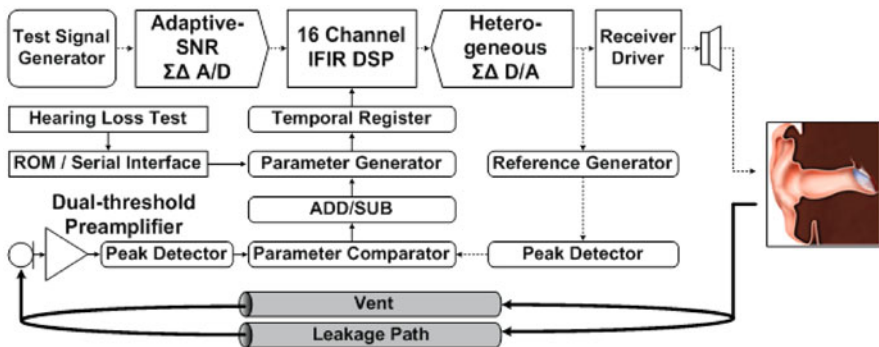 Test Signal
Generator
Adaptive-
SNR
ΣΔ A/D
16 Channel
IFIR DSP
Hetero-
geneous
ΣΔ D/A
Receiver
Driver
Hearing Loss Test
Temporal Register
ROM / Serial Interface
Parameter Generator
Reference Generator
Dual-threshold
Preamplifier
ADD/SUB
Peak Detector
Parameter Comparator
Peak Detector
Vent
Leakage Path